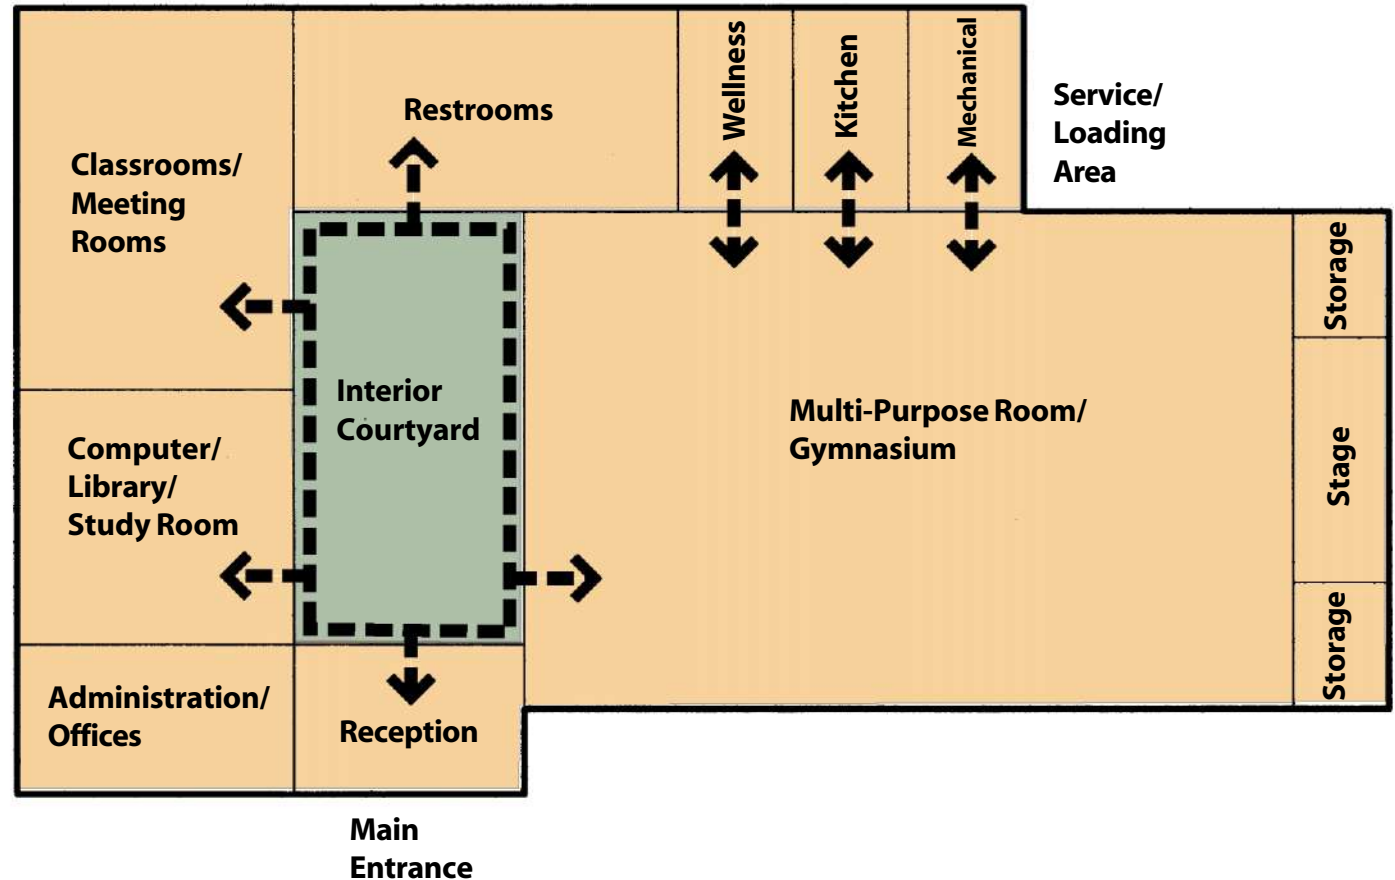 Wellness
Kitchen
Mechanical
Service/
Loading
Area
Restrooms
Classrooms/
Meeting
Rooms
Storage
Interior
Courtyard
Multi-Purpose Room/
Gymnasium
Computer/
Library/
Study Room
Stage
Storage
Administration/
Offices
Reception
Main
Entrance